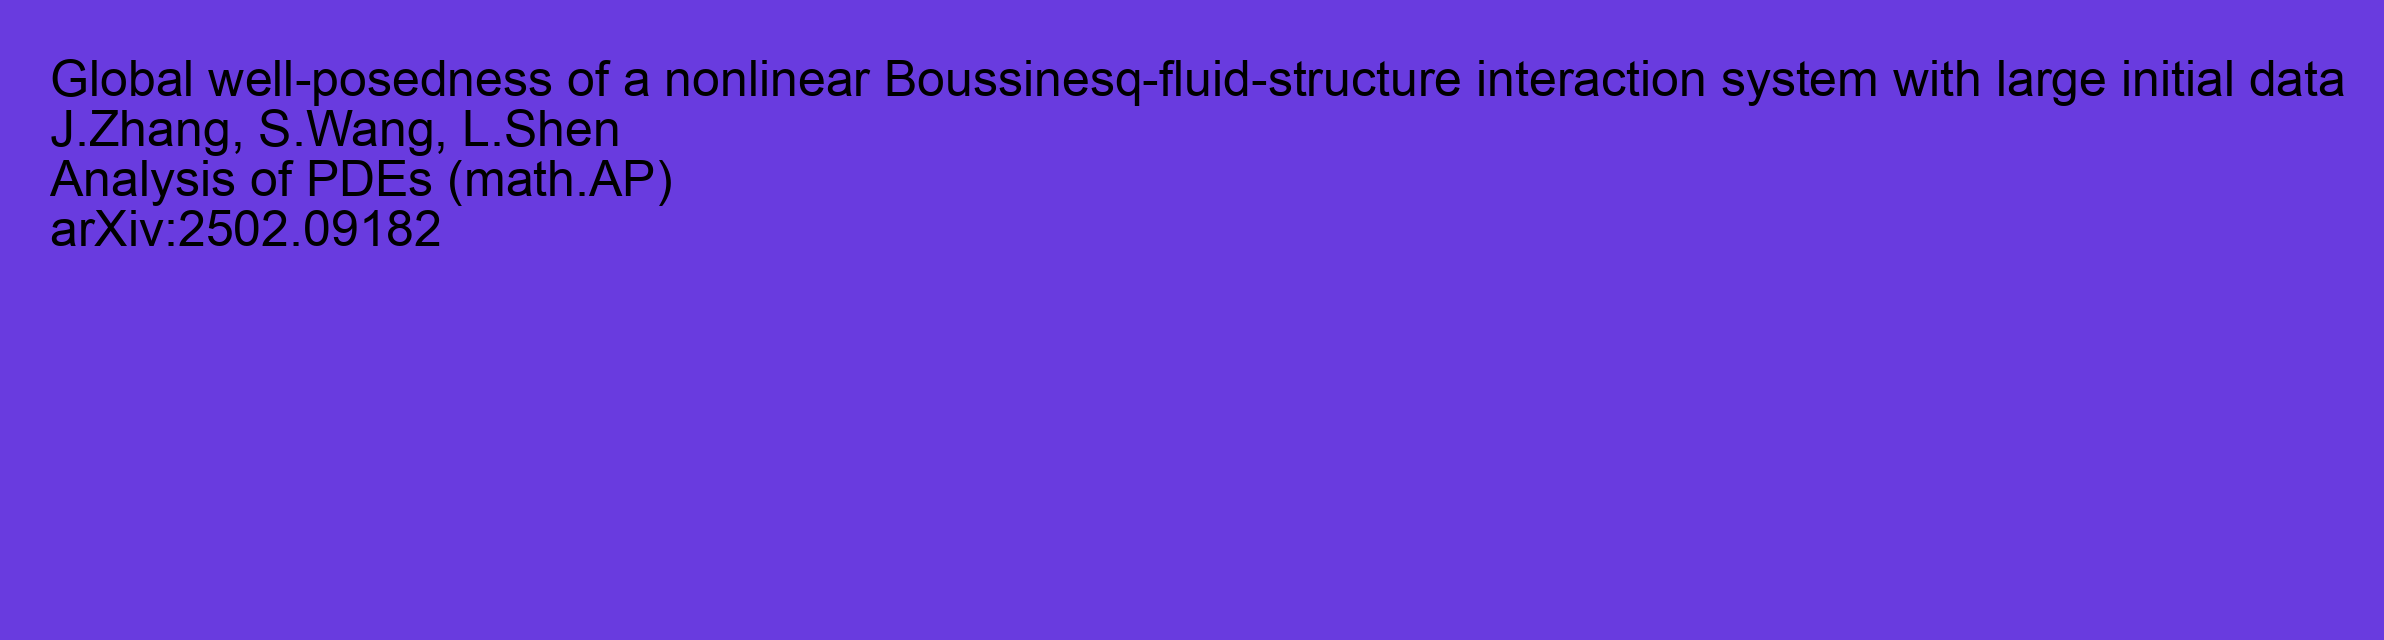 Global well-posedness of a nonlinear Boussinesq-fluid-structure interaction system with large initial data
J.Zhang, S.Wang, L.Shen
Analysis of PDEs (math.AP)
arXiv:2502.09182